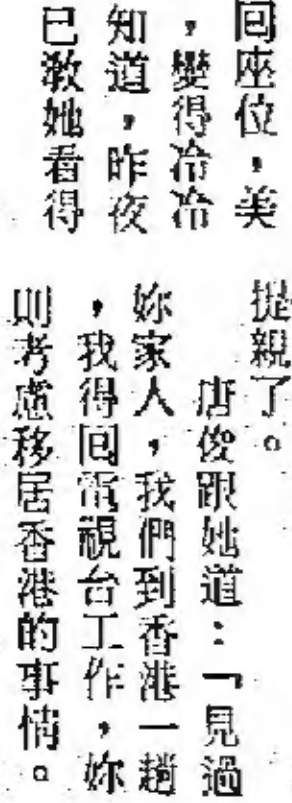 回座位，美
，變得冷冷
知道，昨夜
已教她看得
提親了。
唐俊跟她道：「見過
妳家人，我們到香港一趟
，我得回電視台工作，妳
則考慮移居香港的事情。